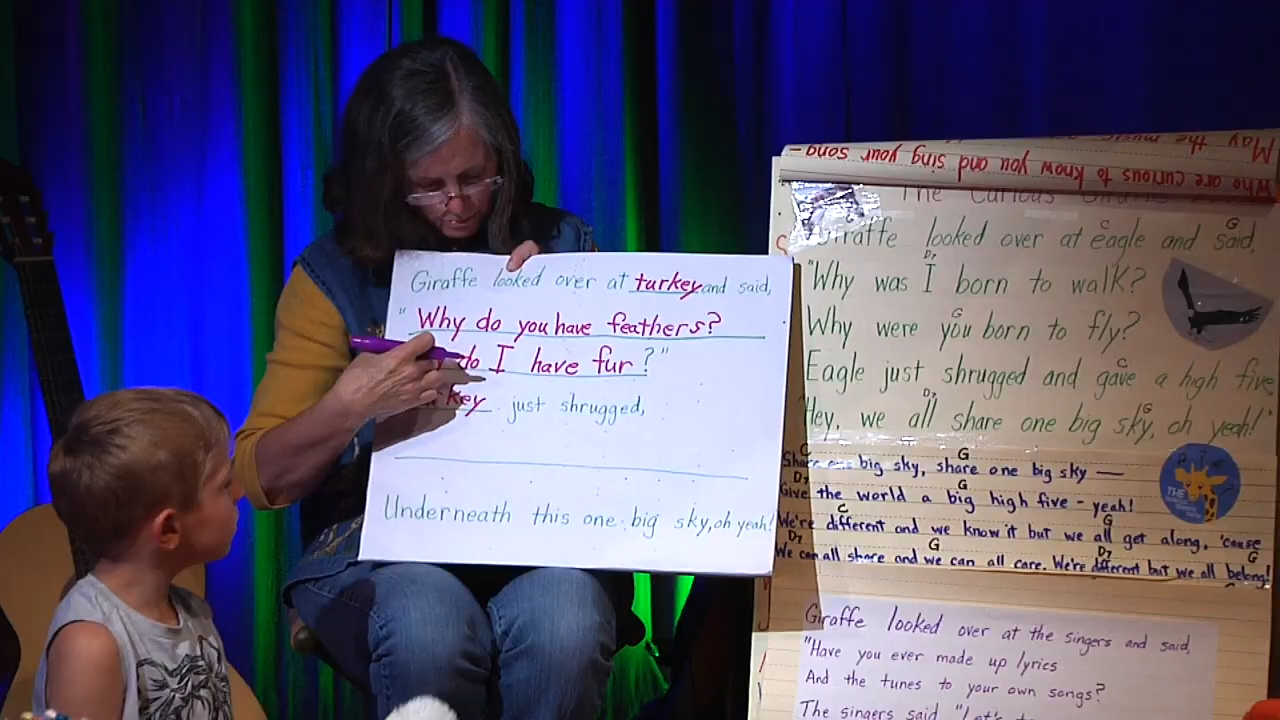 Giraffe looked over at turkey and said,
"Why do you have feathers?
do I have fur?"
just shrugged,
Underneath this one big sky, oh yeah!
May the music
Who are curious to know you and sing your song -
The Curious
Giraffe looked over at eagle and said,
"Why was I born to walk?
Why were you born to fly?
Eagle just shrugged and gave a high five
"Hey, we all share one big sky, oh yeah!"
Share one big sky, share one big sky —
Give the world a big high five - yeah!
We're different and we know it but we all get along, 'cause
We can all share and we can all care. We're different but we all belong!
THE
Giraffe looked over at the singers and said,
"Have you ever made up lyrics
And the tunes to your own songs?
The singers said "Let's